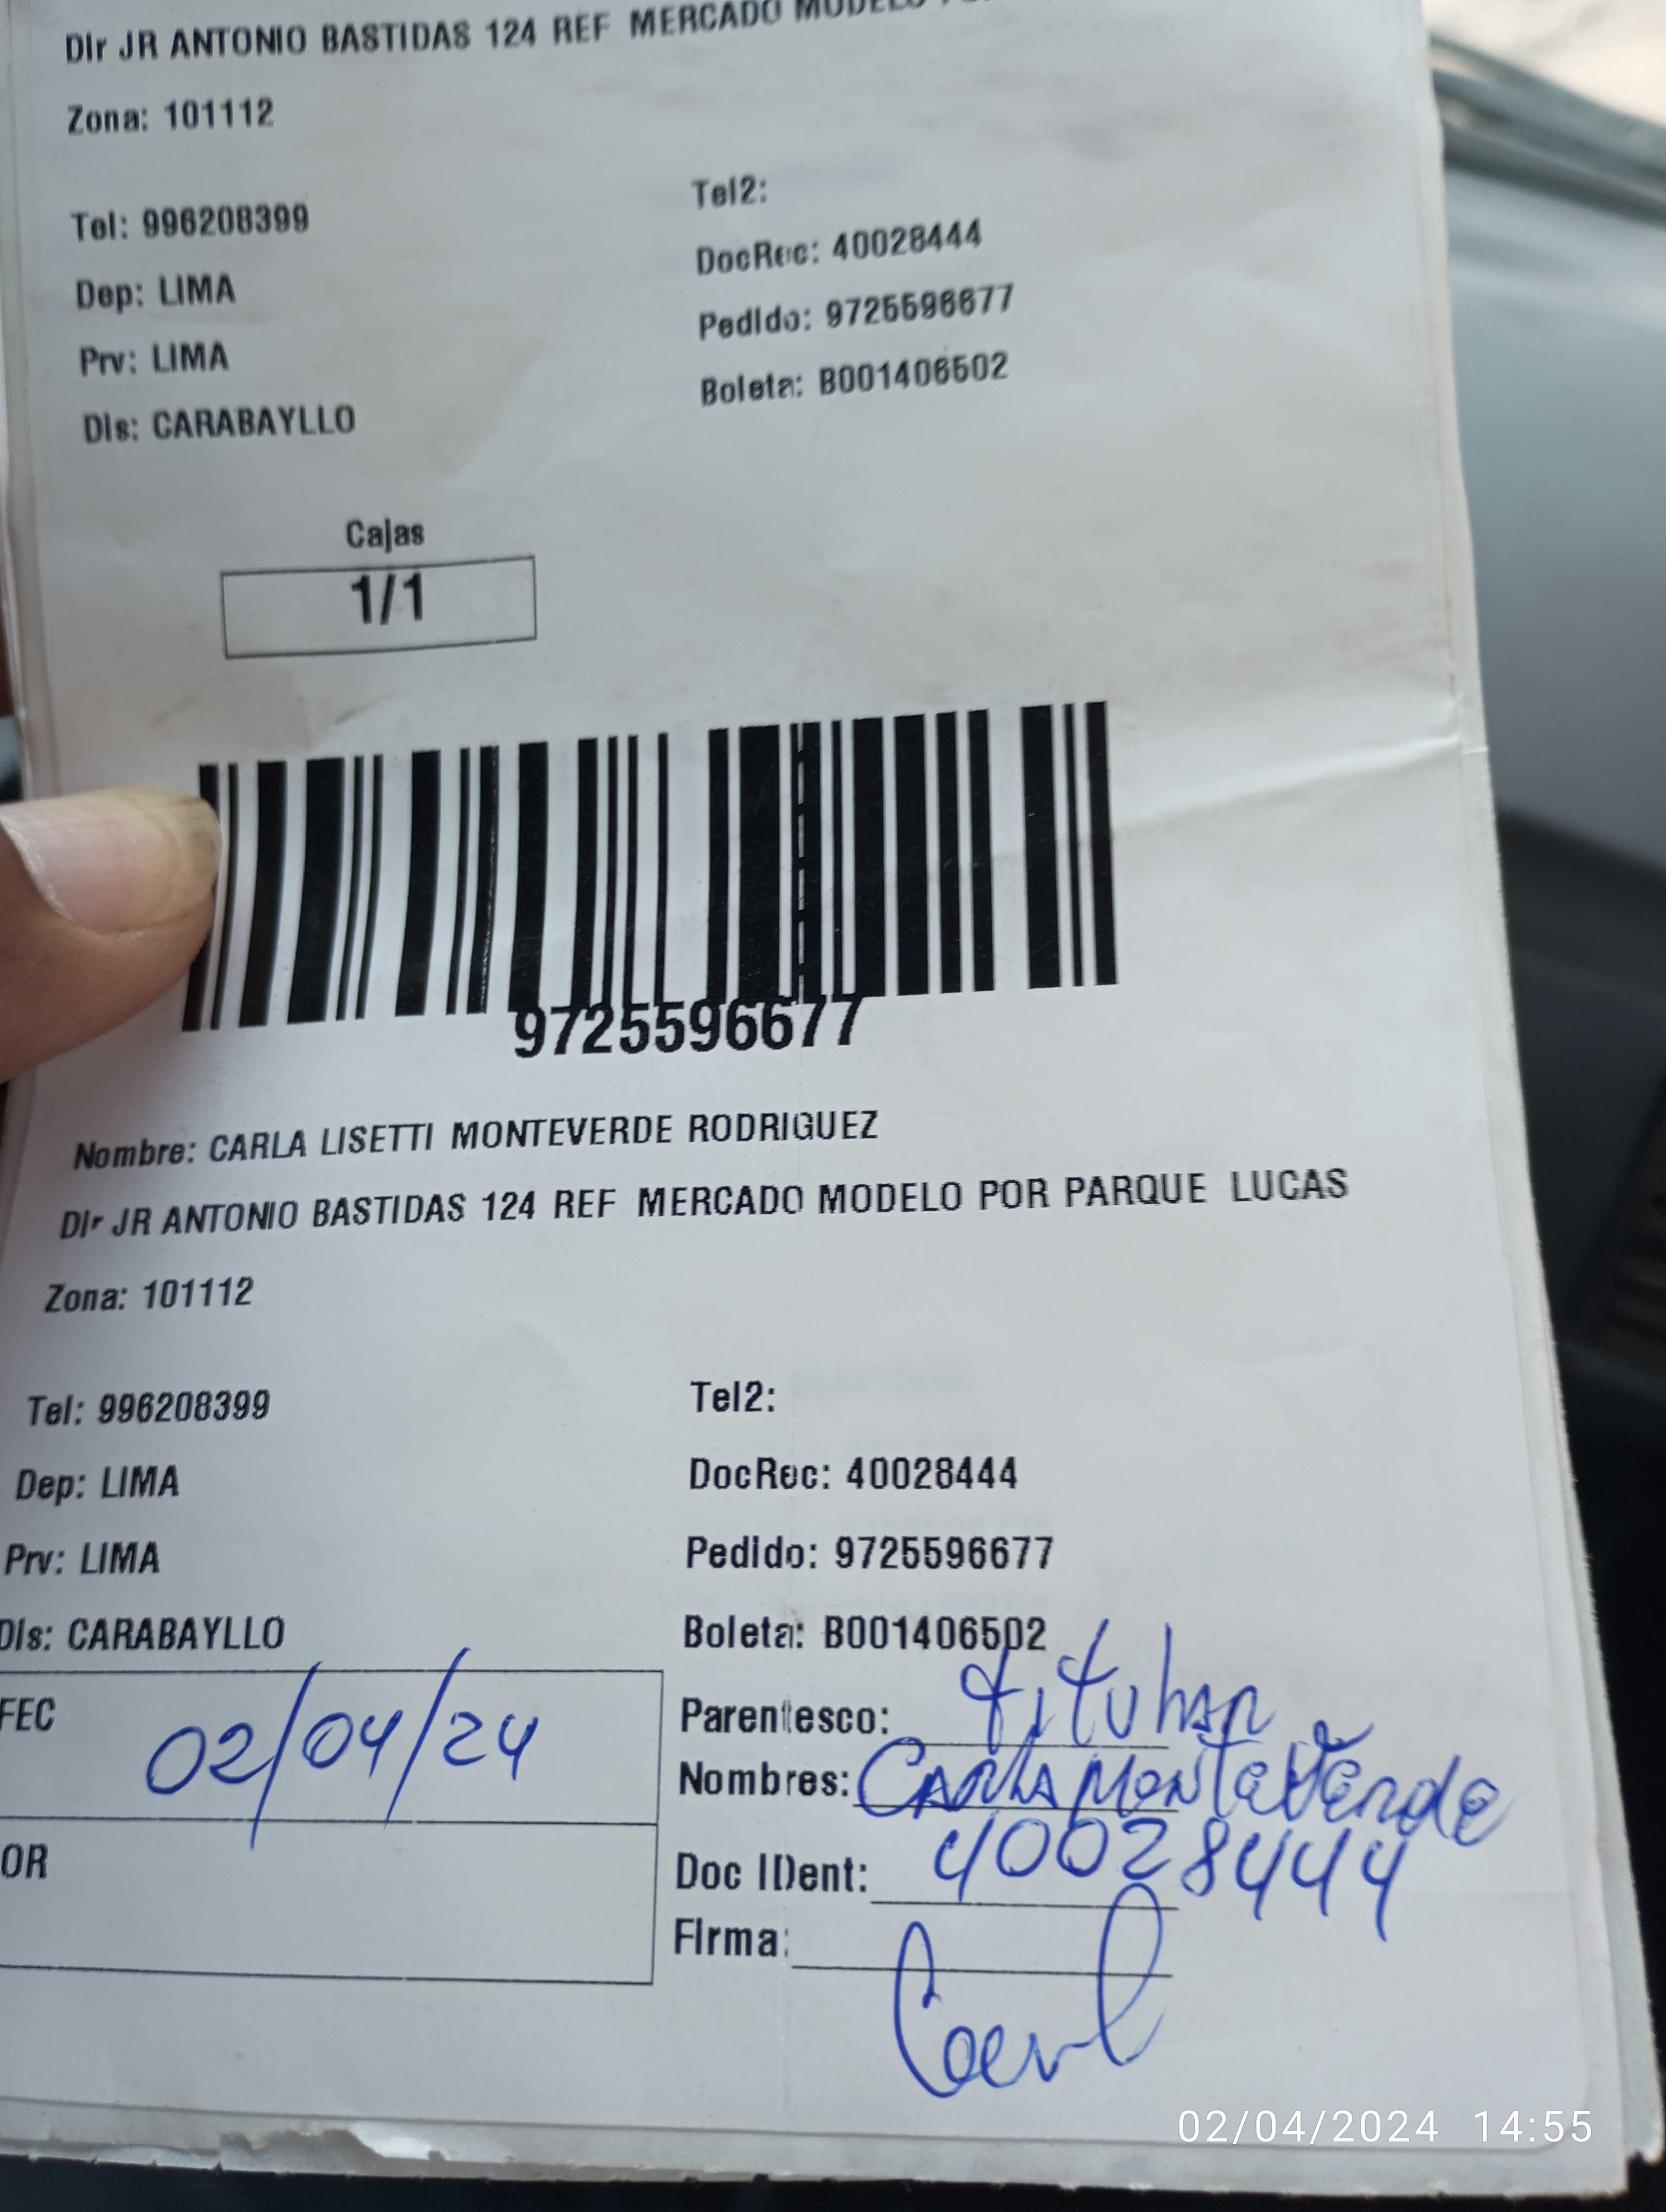 Dir JR ANTONIO BASTIDAS 124 REF MERCADO MODELO
Zona: 101112
Tel: 996208399
Tel2:
Dep: LIMA
DocRec: 40028444
Prv: LIMA
Pedido: 9725596677
Dis: CARABAYLLO
Boleta: B001406502
Cajas
1/1
9725596677
Nombre: CARLA LISETTI MONTEVERDE RODRIGUEZ
Dir JR ANTONIO BASTIDAS 124 REF MERCADO MODELO POR PARQUE LUCAS
Zona: 101112
Tel: 996208399
Tel2:
Dep: LIMA
DocRec: 40028444
Prv: LIMA
Pedido: 9725596677
Dis: CARABAYLLO
Boleta: B001406502
FEC 02/04/24
Parentesco: titular
Nombres: Carla Monteverde
OR
Doc IDent: 40028444
Firma:
02/04/2024 14:55